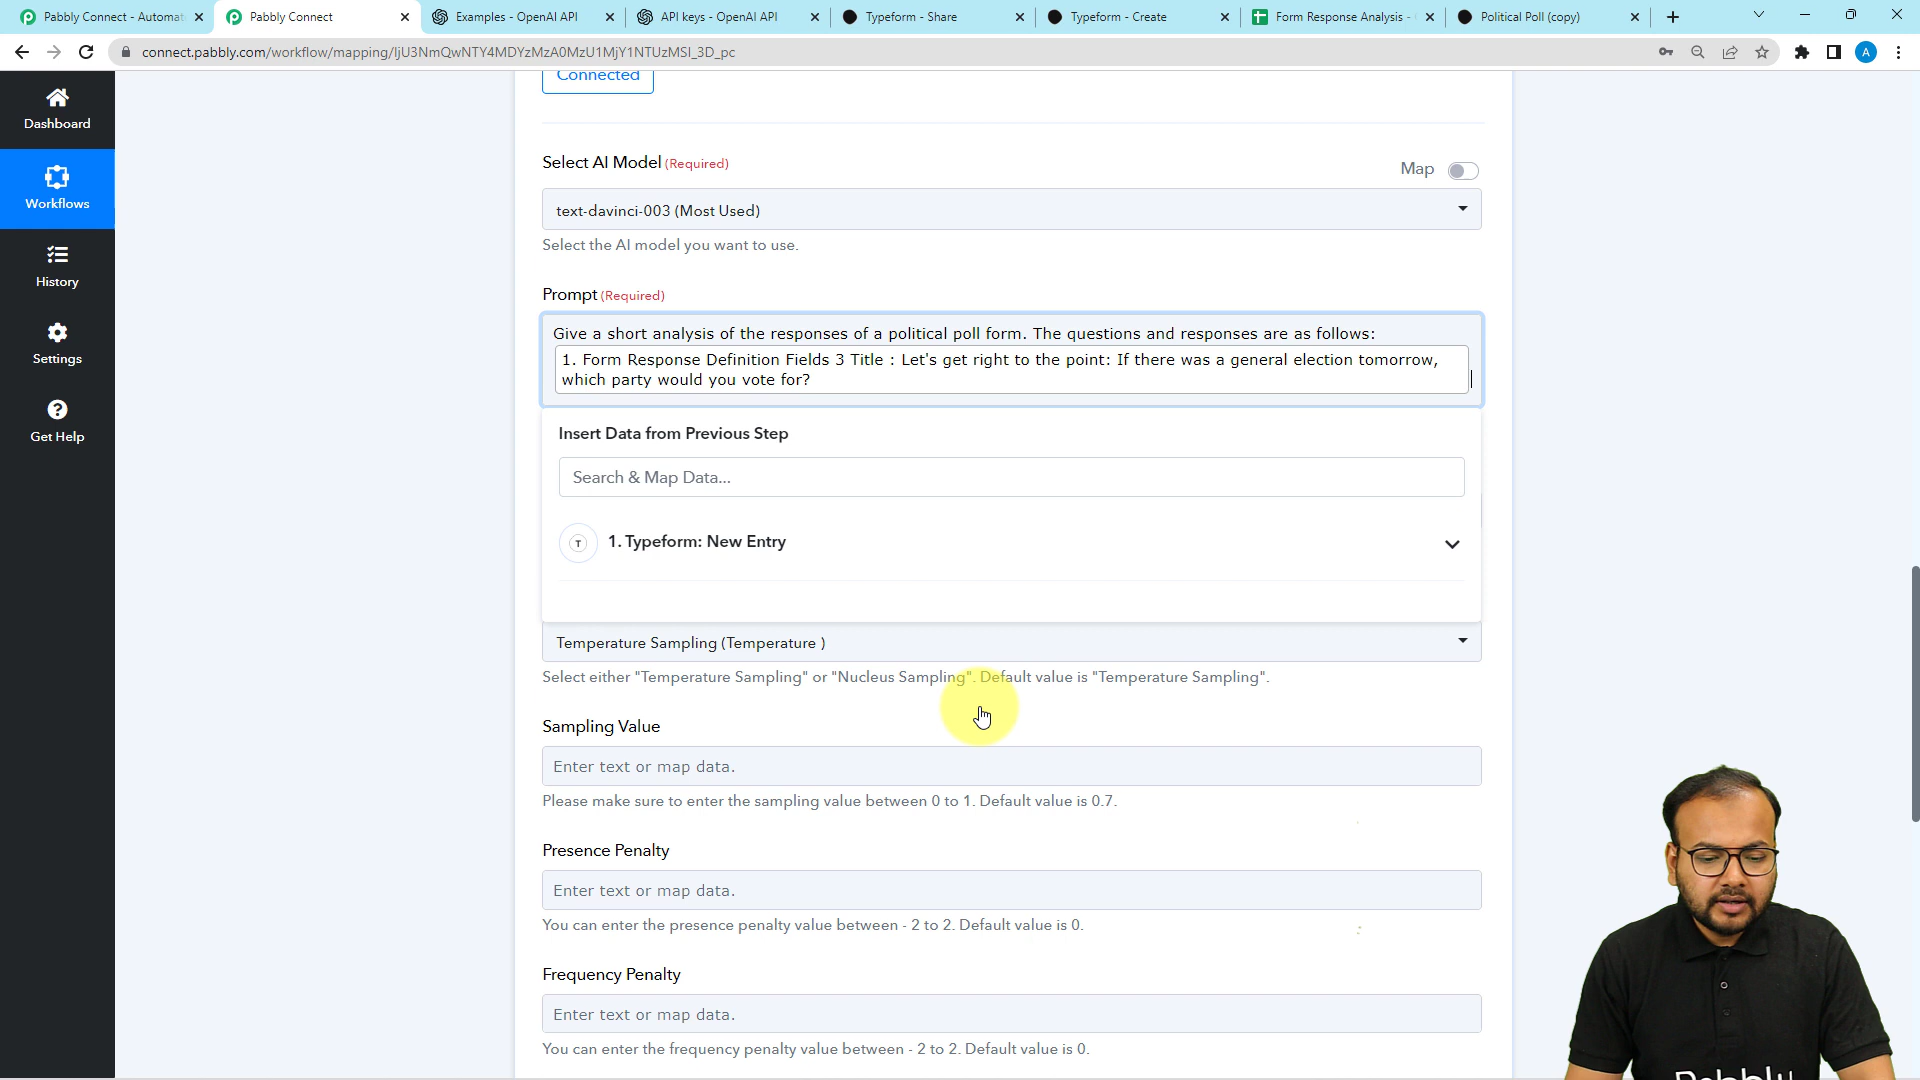 Pabbly Connect - Automat
Pabbly Connect
Examples - OpenAI API
API keys - OpenAI API
Typeform - Share
Typeform - Create
Form Response Analysis -
Political Poll (copy)
A
Dashboard
Workflows
History
Settings
Get Help
Connected
Select AI Model (Required)
Map
text-davinci-003 (Most Used)
Select the AI model you want to use.
Prompt (Required)
Give a short analysis of the responses of a political poll form. The questions and responses are as follows:
1. Form Response Definition Fields 3 Title : Let's get right to the point: If there was a general election tomorrow,
which party would you vote for?
Insert Data from Previous Step
Search & Map Data...
T
1. Typeform: New Entry
Temperature Sampling (Temperature )
Select either "Temperature Sampling" or "Nucleus Sampling". Default value is "Temperature Sampling".
Sampling Value
Enter text or map data.
Please make sure to enter the sampling value between 0 to 1. Default value is 0.7.
Presence Penalty
Enter text or map data.
You can enter the presence penalty value between - 2 to 2. Default value is 0.
Frequency Penalty
Enter text or map data.
You can enter the frequency penalty value between - 2 to 2. Default value is 0.
Pabbly